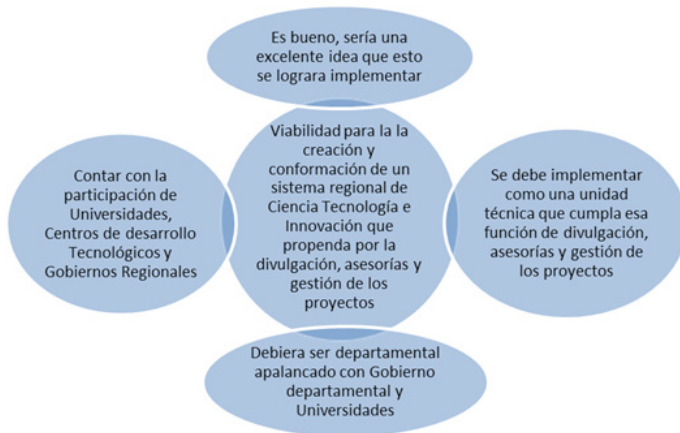 Es bueno, sería una
excelente idea que esto
se lograra implementar
Contar con la
participación de
Universidades,
Centros de desarrollo
Tecnológicos y
Gobiernos Regionales
Viabilidad para la la
creación y
conformación de un
sistema regional de
Ciencia Tecnología e
Innovación que
propenda por la
divulgación, asesorías y
gestión de los
proyectos
Se debe implementar
como una unidad
técnica que cumpla esa
función de divulgación,
asesorías y gestión de
los proyectos
Debiera ser departamental
apalancado con Gobierno
departamental y
Universidades